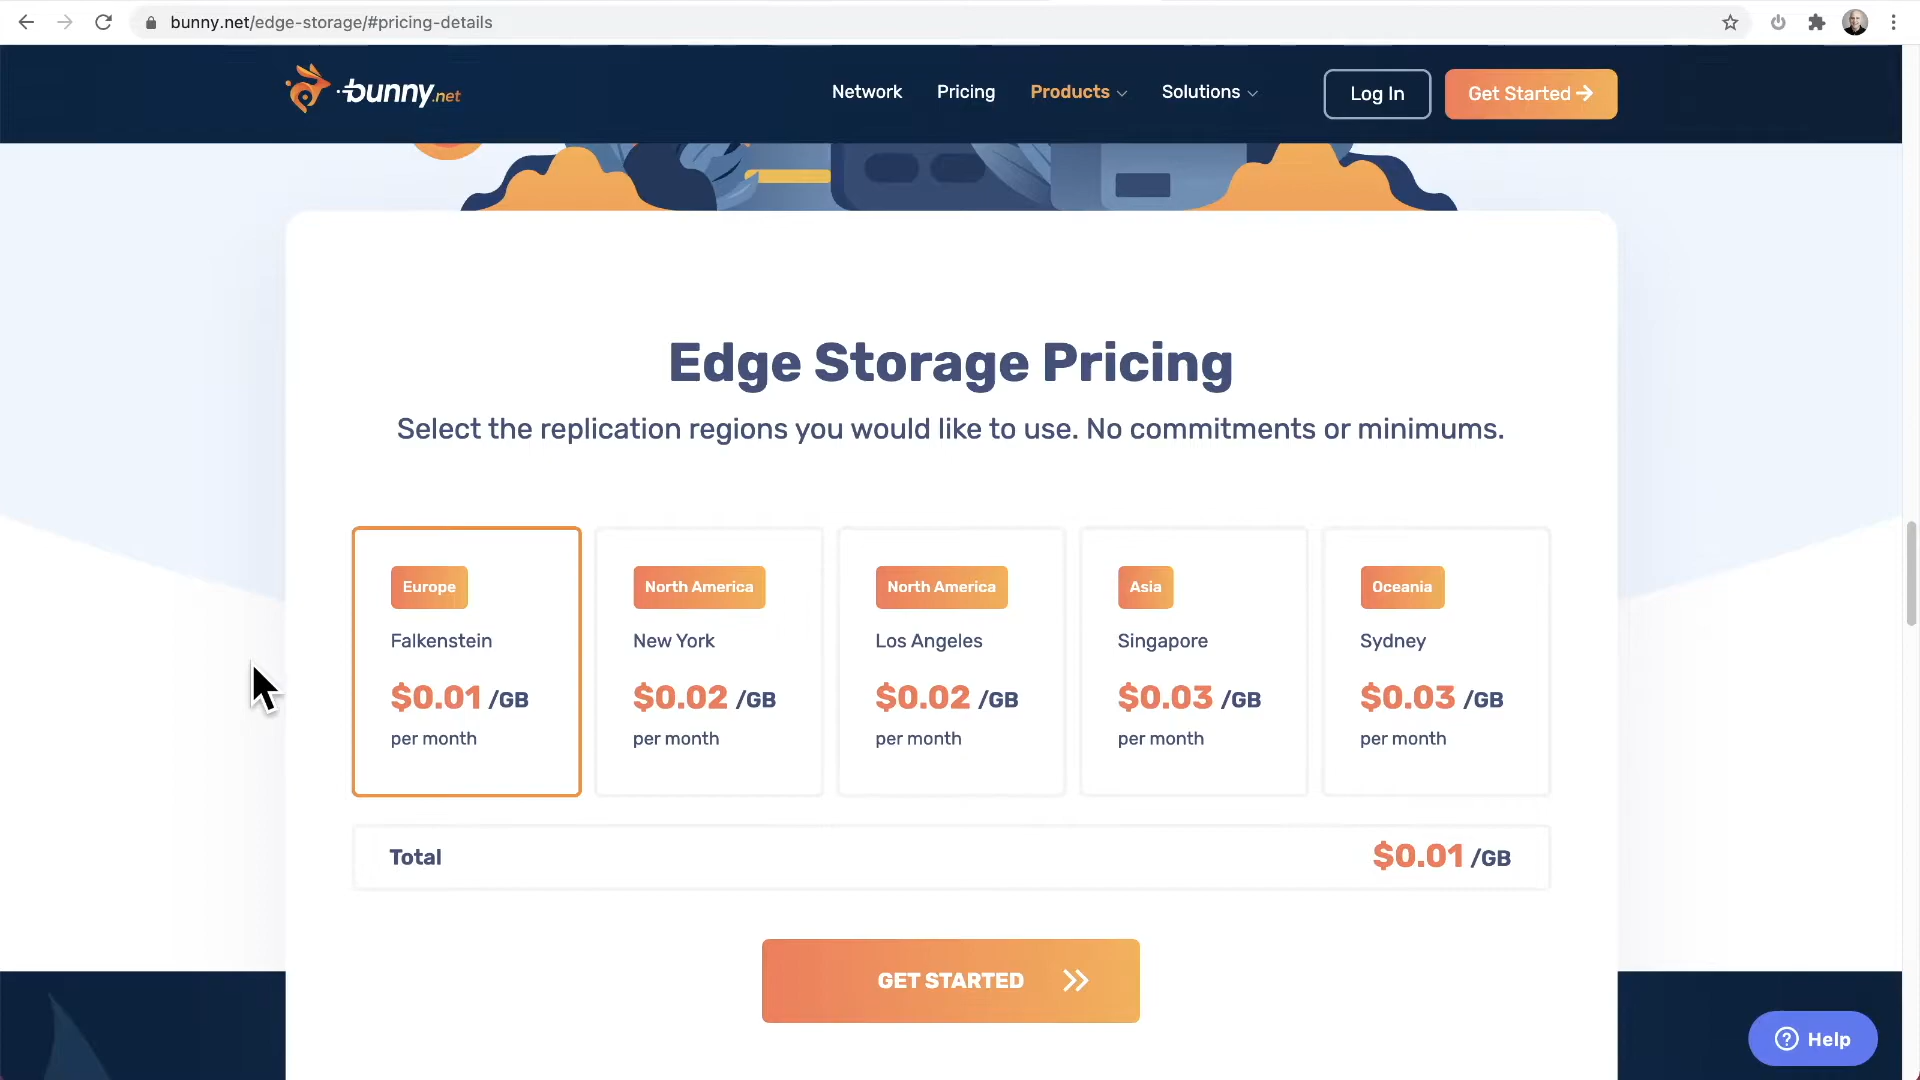 bunny.net/edge-storage/#pricing-details
bunny.net
Network
Pricing
Products
Solutions
Log In
Get Started
Edge Storage Pricing
Select the replication regions you would like to use. No commitments or minimums.
Europe
Falkenstein
$0.01 /GB
per month
North America
New York
$0.02 /GB
per month
North America
Los Angeles
$0.02 /GB
per month
Asia
Singapore
$0.03 /GB
per month
Oceania
Sydney
$0.03 /GB
per month
Total
$0.01 /GB
GET STARTED
Help